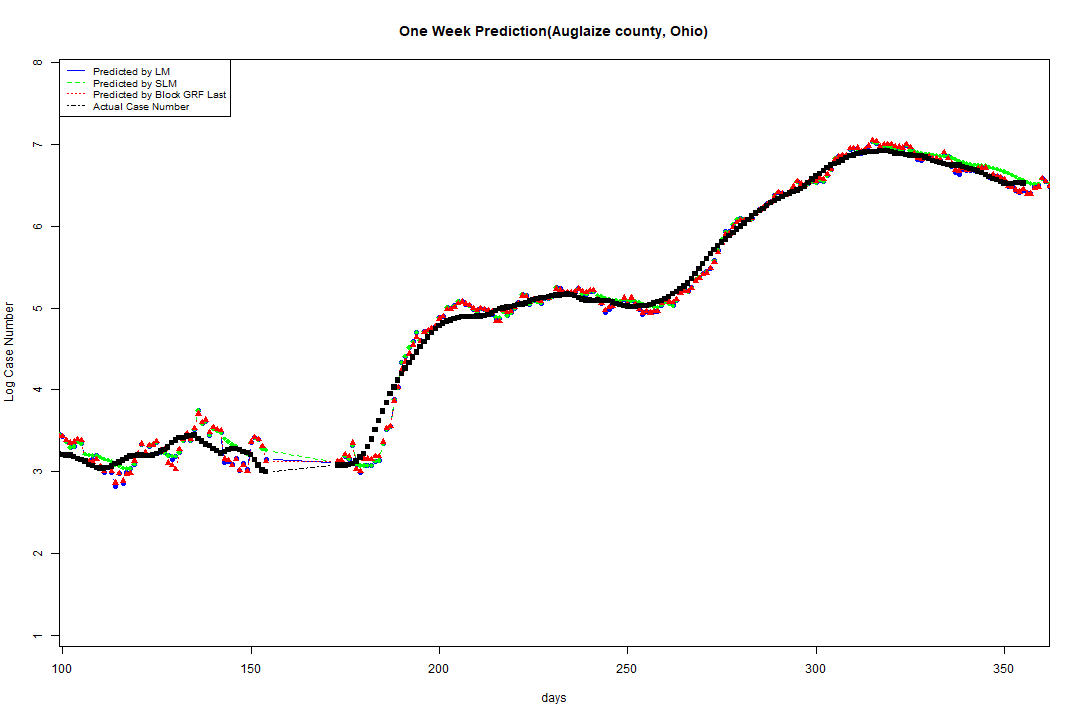 One Week Prediction(Auglaize county, Ohio)
Predicted by LM
Predicted by SLM
Predicted by Block GRF Last
Actual Case Number
8
7
6
5
4
3
2
1
Log Case Number
100 150 200 250 300 350
days